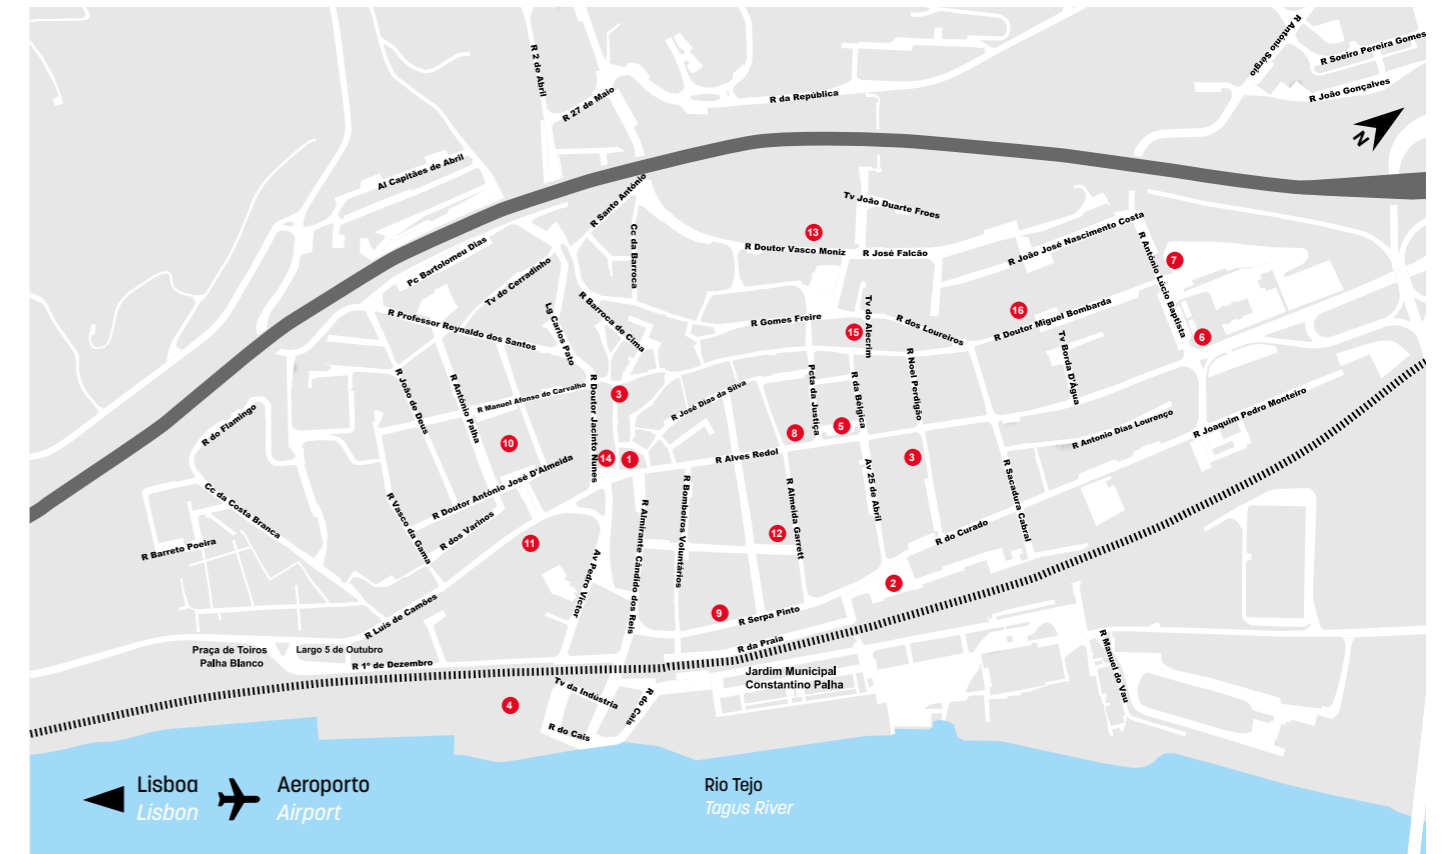 R António Sérgio
R Soeiro Pereira Gomes
R João Gonçalves
N
R 2 de Abril
R 27 de Maio
R da República
Al Capitães de Abril
R Santo António
Tv João Duarte Froes
13
R Doutor Vasco Moniz
R José Falcão
R João José Nascimento Costa
R António Lúcio Baptista
7
Cc da Barroca
Pc Bartolomeu Dias
Tv do Cerradinho
Lg Carlos Pato
R Barroca de Cima
R Professor Reynaldo dos Santos
R Gomes Freire
15
Tv do Alecrim
R dos Loureiros
16
R Doutor Miguel Bombarda
Tv Borda D'Água
6
R João de Deus
R António Palha
R Manuel Afonso de Carvalho
R Doutor Jacinto Nunes
3
R José Dias da Silva
Pcta da Justiça
R da Bélgica
R Noel Perdigão
R Joaquim Pedro Monteiro
R Antonio Dias Lourenço
R do Flamingo
10
14
1
8
5
3
R Alves Redol
R Doutor António José D'Almeida
R Vasco da Gama
R dos Varinos
Cc da Costa Branca
R Barreto Poeira
11
R Almirante Cândido dos Reis
R Bombeiros Voluntários
R Almeida Garrett
12
Av 25 de Abril
R Sacadura Cabral
R do Curado
2
Av Pedro Victor
R Luís de Camões
9
R Serpa Pinto
R da Praia
Praça de Toiros
Palha Blanco
Largo 5 de Outubro
R 1º de Dezembro
Jardim Municipal
Constantino Palha
R Manuel do Vau
4
Tv da Indústria
R do Cais
R do Cais
Lisboa
Lisbon
Aeroporto
Airport
Rio Tejo
Tagus River